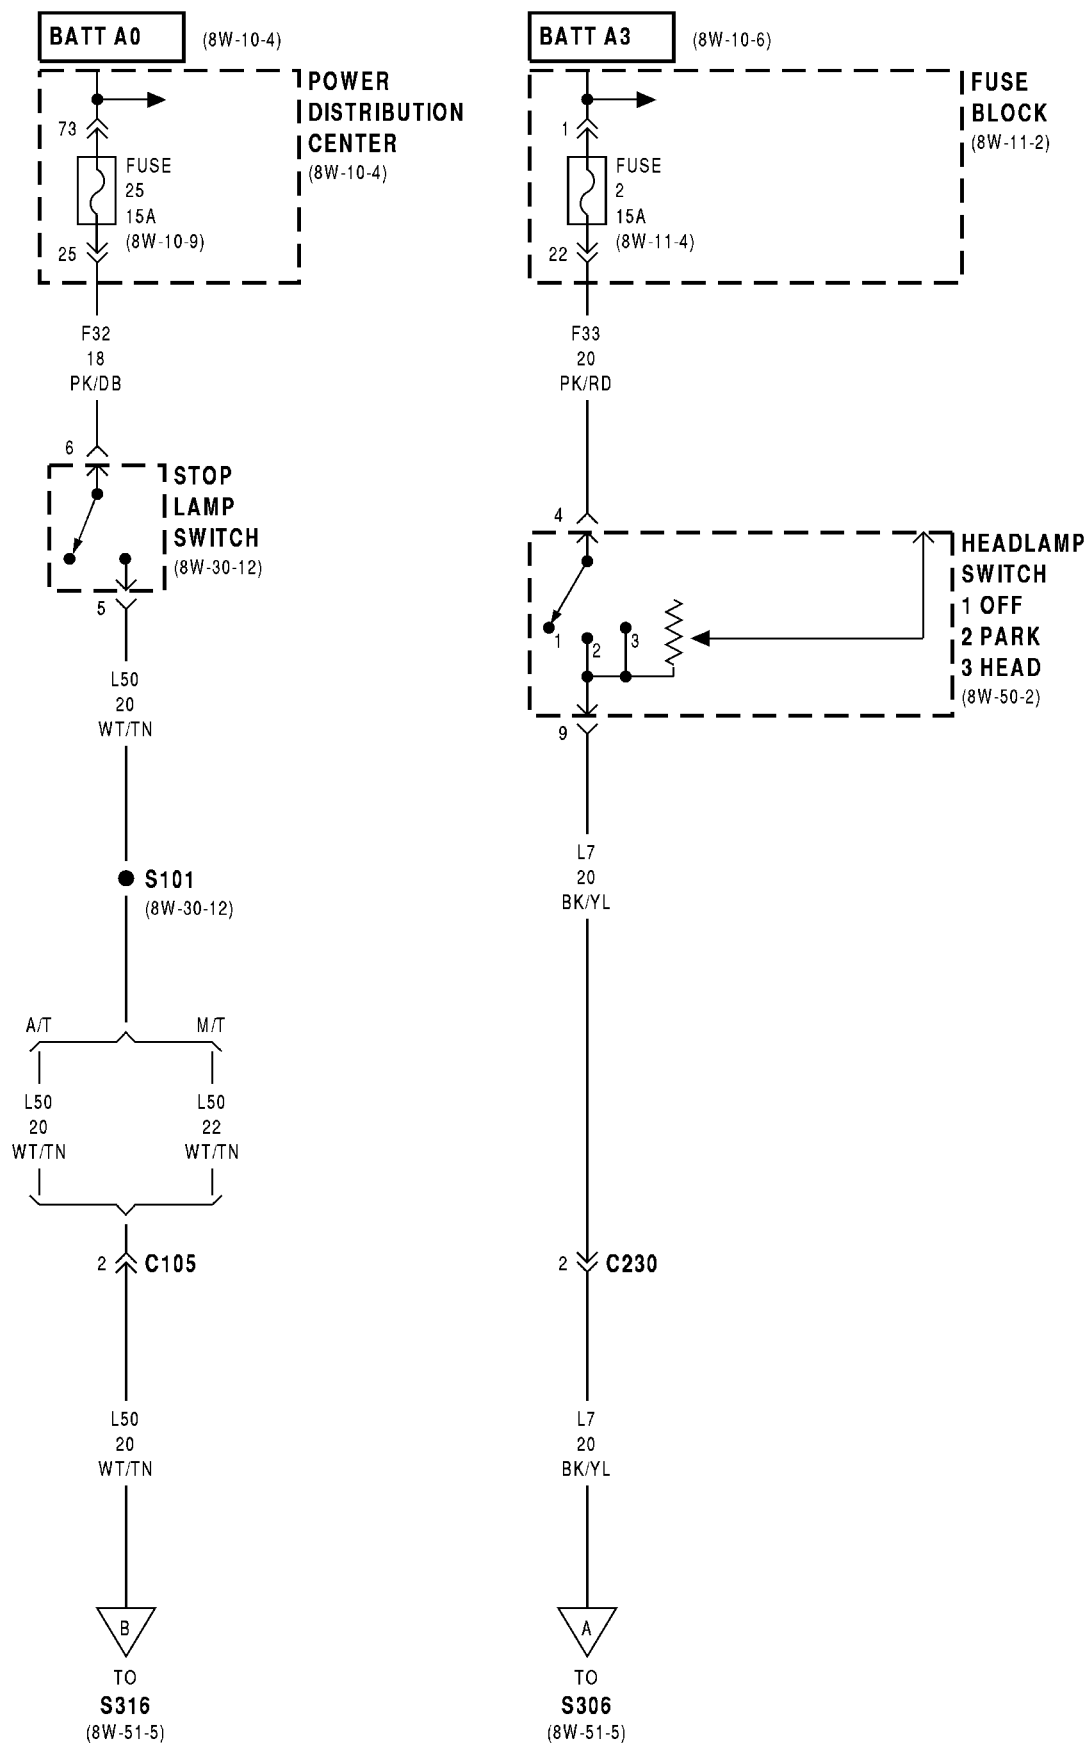 BATT A0
(8W-10-4)
POWER
DISTRIBUTION
CENTER
(8W-10-4)
73
FUSE
25
15A
(8W-10-9)
25
F32
18
PK/DB
6
STOP
LAMP
SWITCH
(8W-30-12)
5
L50
20
WT/TN
S101
(8W-30-12)
A/T
M/T
L50
20
WT/TN
L50
22
WT/TN
2
C105
L50
20
WT/TN
B
TO
S316
(8W-51-5)
BATT A3
(8W-10-6)
FUSE
BLOCK
(8W-11-2)
1
FUSE
2
15A
(8W-11-4)
22
F33
20
PK/RD
4
HEADLAMP
SWITCH
1 OFF
2 PARK
3 HEAD
(8W-50-2)
1
2
3
9
L7
20
BK/YL
2
C230
L7
20
BK/YL
A
TO
S306
(8W-51-5)